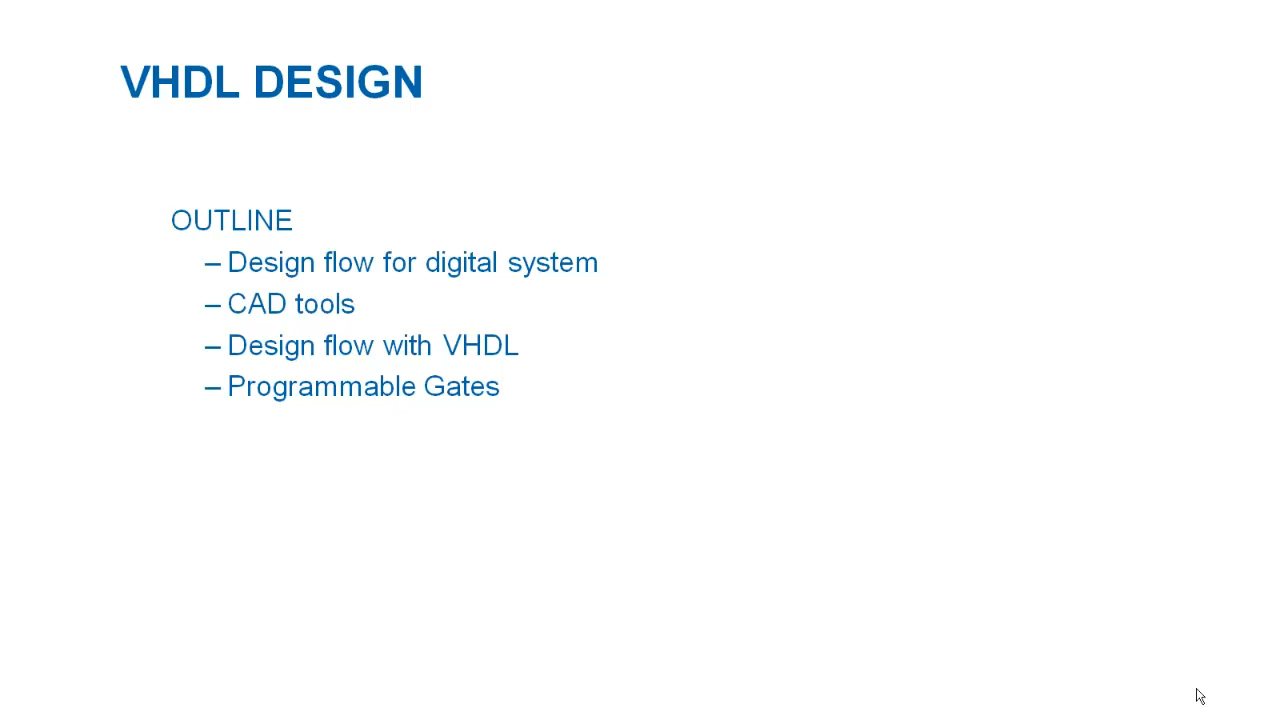 VHDL DESIGN
OUTLINE
– Design flow for digital system
– CAD tools
– Design flow with VHDL
– Programmable Gates